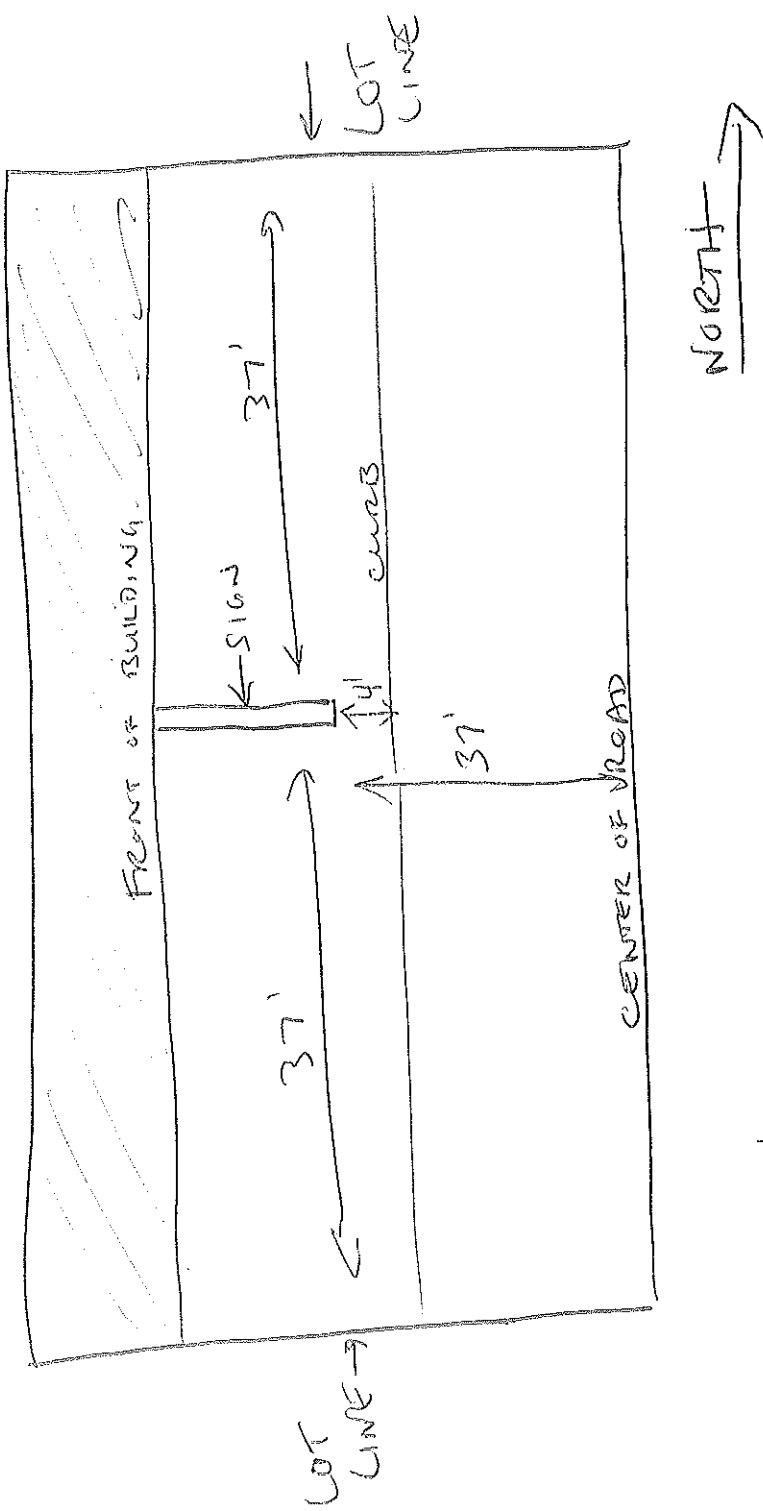 FRONT OF BUILDING.
SIGN
37'
37'
4'
CURB
37'
CENTER OF ROAD
LOT
LINE
LOT
LINE
NORTH